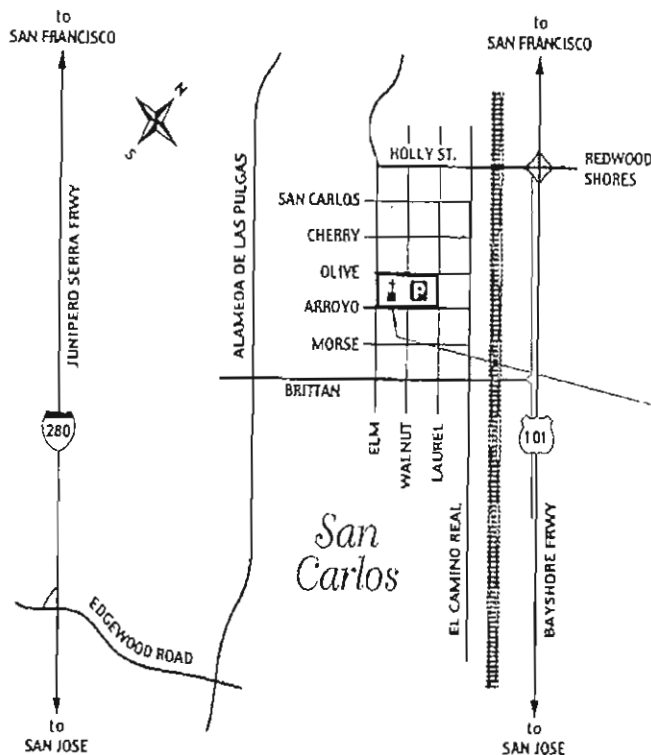 to
SAN FRANCISCO
to
SAN FRANCISCO
N
S
HOLLY ST.
REDWOOD
SHORES
SAN CARLOS
CHERRY
OLIVE
P
ARROYO
MORSE
BRITTAN
JUNIPERO SERRA FRWY
ALAMEDA DE LAS PULGAS
280
101
ELM
WALNUT
LAUREL
EL CAMINO REAL
BAYSHORE FRWY
San
Carlos
EDGEWOOD ROAD
to
SAN JOSE
to
SAN JOSE